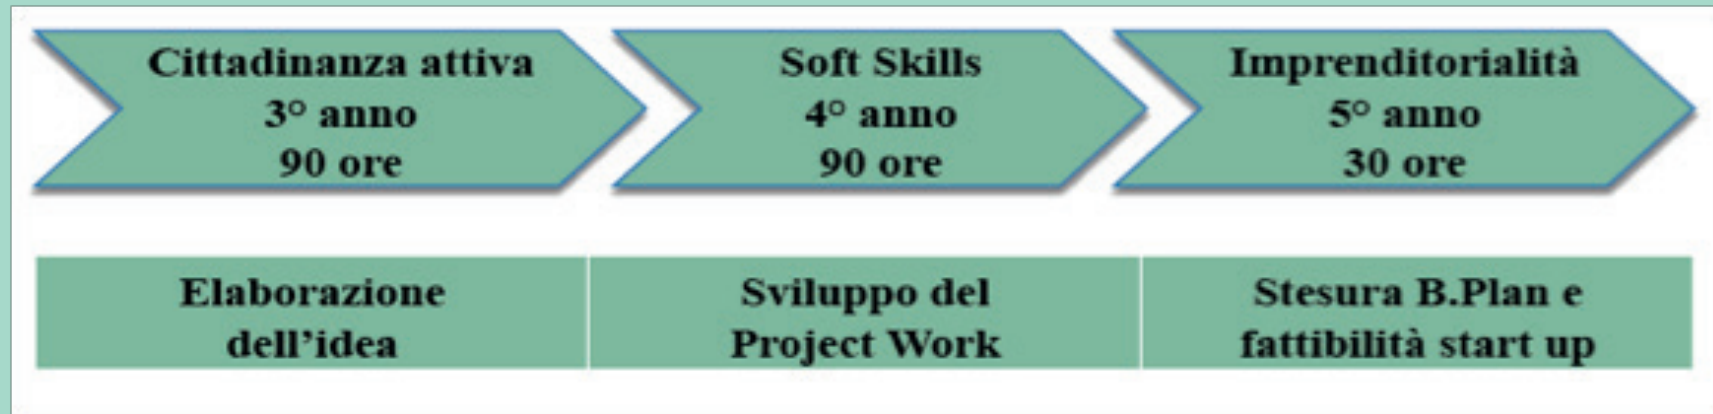 Cittadinanza attiva
3° anno
90 ore
Soft Skills
4° anno
90 ore
Imprenditorialità
5° anno
30 ore
Elaborazione
dell’idea
Sviluppo del
Project Work
Stesura B.Plan e
fattibilità start up